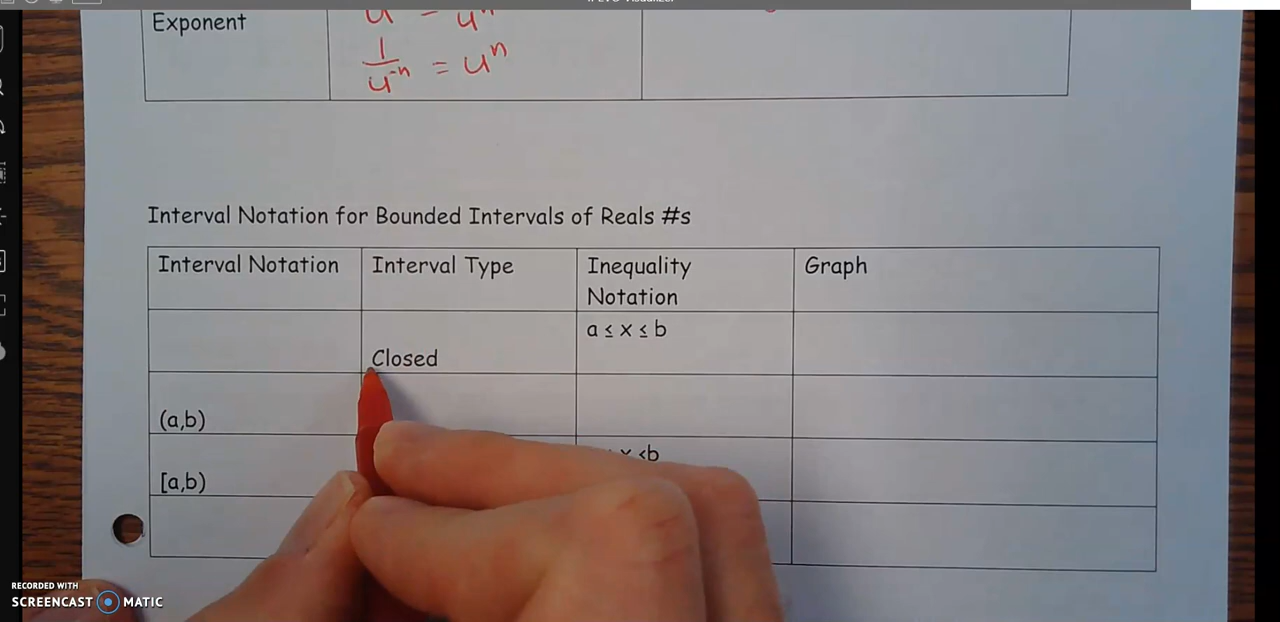 Exponent
1/u⁻ⁿ = uⁿ
Interval Notation for Bounded Intervals of Reals #s
Interval Notation Interval Type Inequality Notation Graph
Closed a ≤ x ≤ b
(a,b)
[a,b) x <b
RECORDED WITH
SCREENCAST MATIC